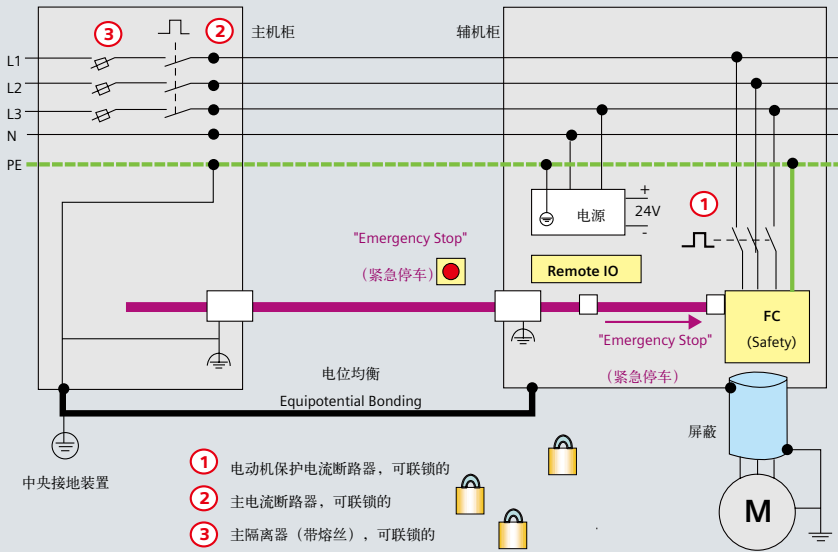 ③
②
主机柜
辅机柜
L1
L2
L3
N
PE
电源
+
24V
-
①
"Emergency Stop"
（紧急停车）
Remote IO
FC
(Safety)
"Emergency Stop"
（紧急停车）
电位均衡
Equipotential Bonding
屏蔽
中央接地装置
M
① 电动机保护电流断路器，可联锁的
② 主电流断路器，可联锁的
③ 主隔离器（带熔丝），可联锁的